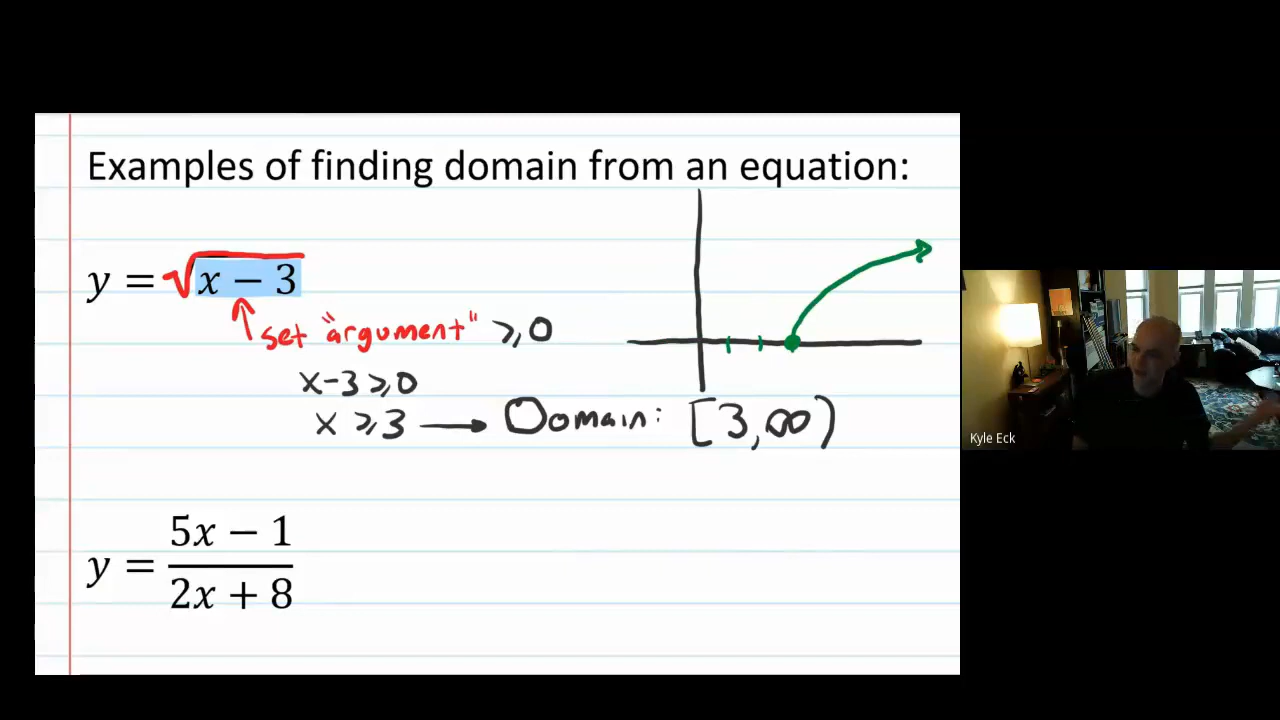 Examples of finding domain from an equation:
y = √x − 3
set "argument" ≥ 0
x-3 ≥ 0
x ≥ 3 → Domain: [3, ∞)
y = (5x − 1)/(2x + 8)
Kyle Eck